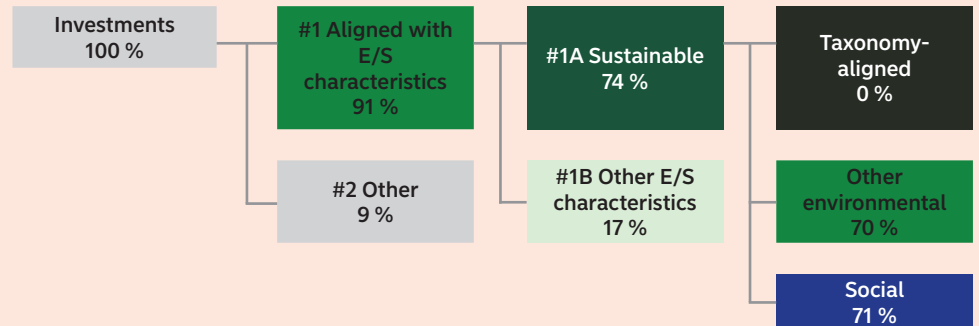 Investments
100 %
#1 Aligned with
E/S
characteristics
91 %
#1A Sustainable
74 %
Taxonomy-
aligned
0 %
#2 Other
9 %
#1B Other E/S
characteristics
17 %
Other
environmental
70 %
Social
71 %